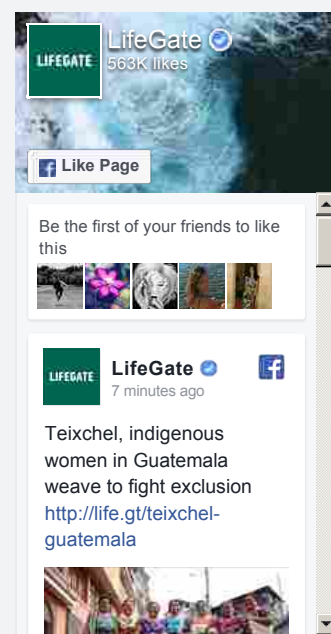 LIFEGATE
LifeGate
563K likes
Like Page
Be the first of your friends to like
this
LIFEGATE
LifeGate
7 minutes ago
Teixchel, indigenous
women in Guatemala
weave to fight exclusion
http://life.gt/teixchel-
guatemala